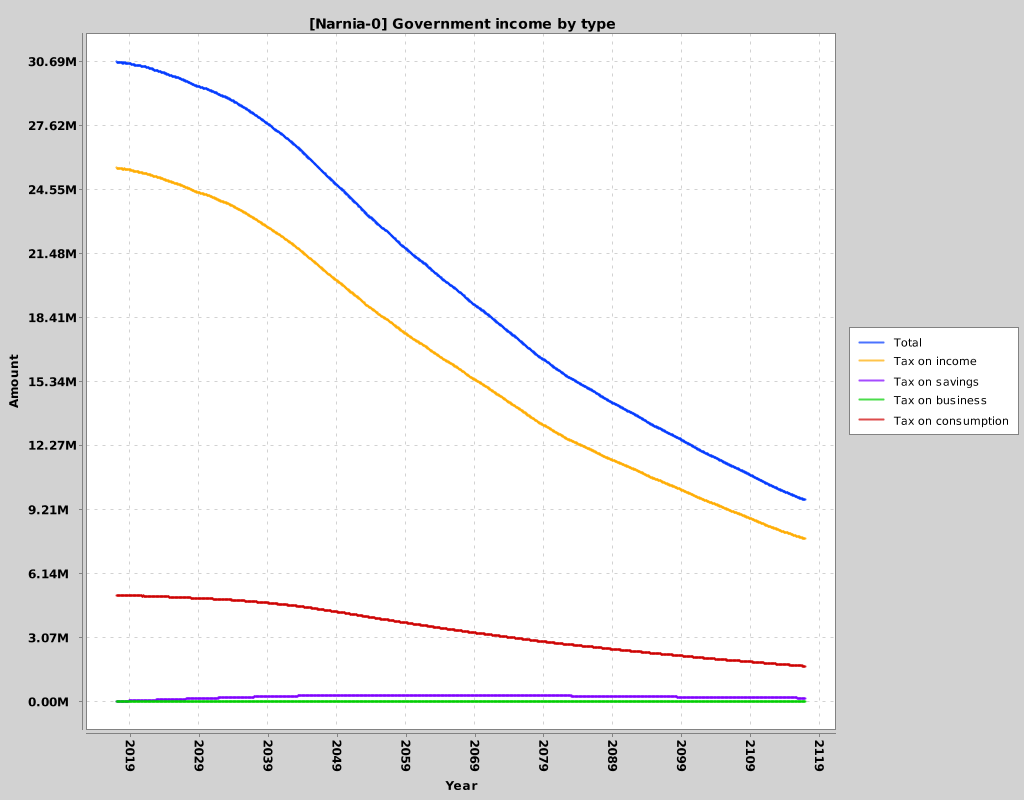 [Narnia-0] Government income by type
30.69M
27.62M
24.55M
21.48M
18.41M
15.34M
12.27M
9.21M
6.14M
3.07M
0.00M
Amount
2019
2029
2039
2049
2059
2069
2079
2089
2099
2109
2119
Year
Total
Tax on income
Tax on savings
Tax on business
Tax on consumption